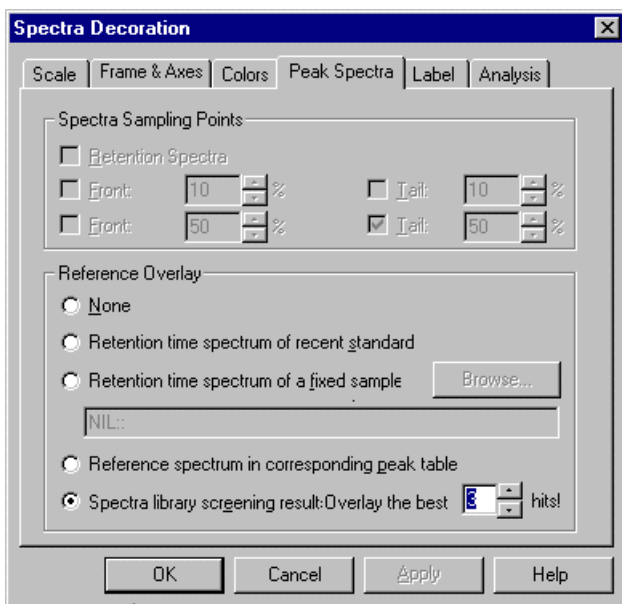 Spectra Decoration
Scale Frame & Axes Colors Peak Spectra Label Analysis
Spectra Sampling Points
Retention Spectra
Front: 10 % Tail: 10 %
Front: 50 % Tail: 50 %
Reference Overlay
None
Retention time spectrum of recent standard
Retention time spectrum of a fixed sample Browse...
NIL::
Reference spectrum in corresponding peak table
Spectra library screening result:Overlay the best 3 hits!
OK Cancel Apply Help